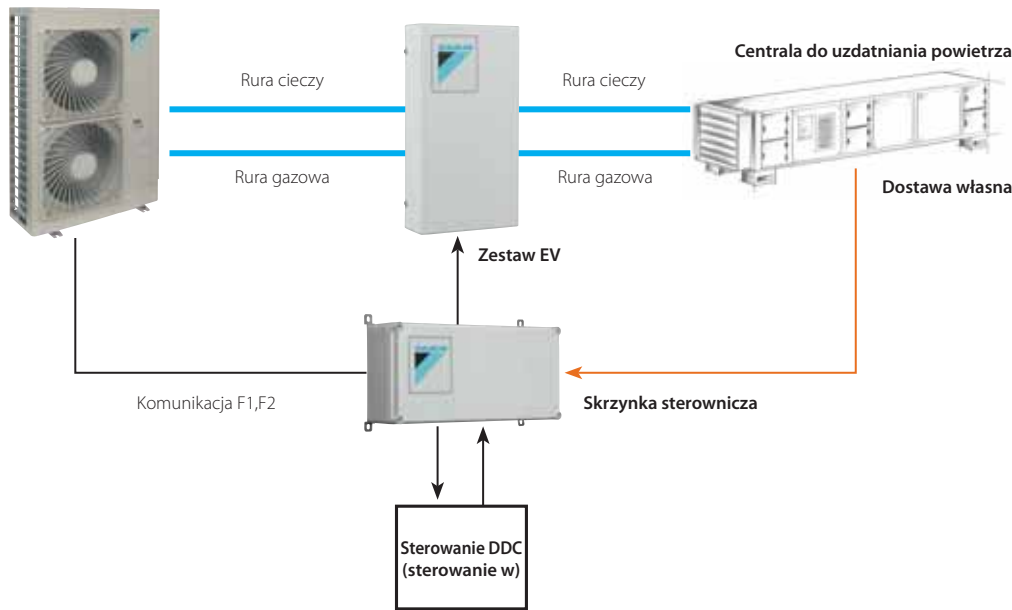 Centrala do uzdatniania powietrza
Rura cieczy
Rura cieczy
Rura gazowa
Rura gazowa
Dostawa własna
Zestaw EV
Komunikacja F1,F2
Skrzynka sterownicza
Sterowanie DDC
(sterowanie w)